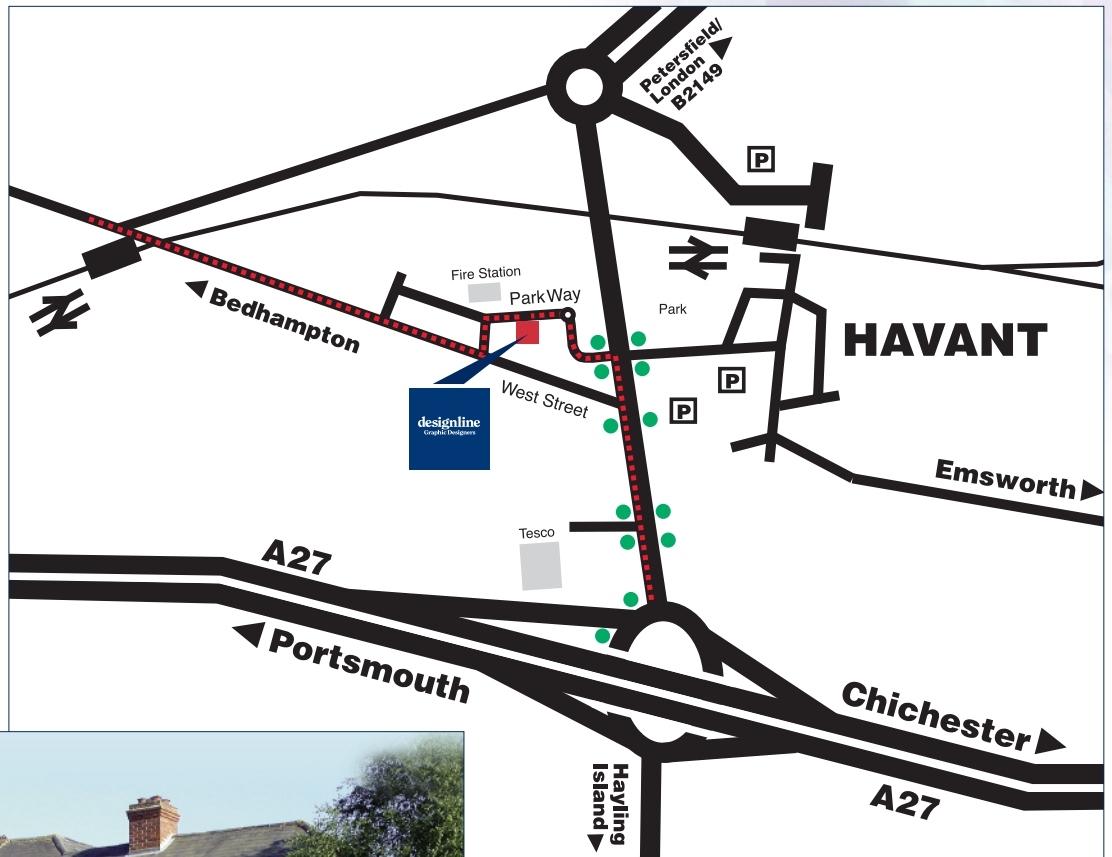 Petersfield/
London
B2149
P
Fire Station
Park Way
Park
Bedhampton
HAVANT
P
P
West Street
designline
Graphic Designers
Emsworth
Tesco
A27
Portsmouth
Chichester
A27
Hayling
Island